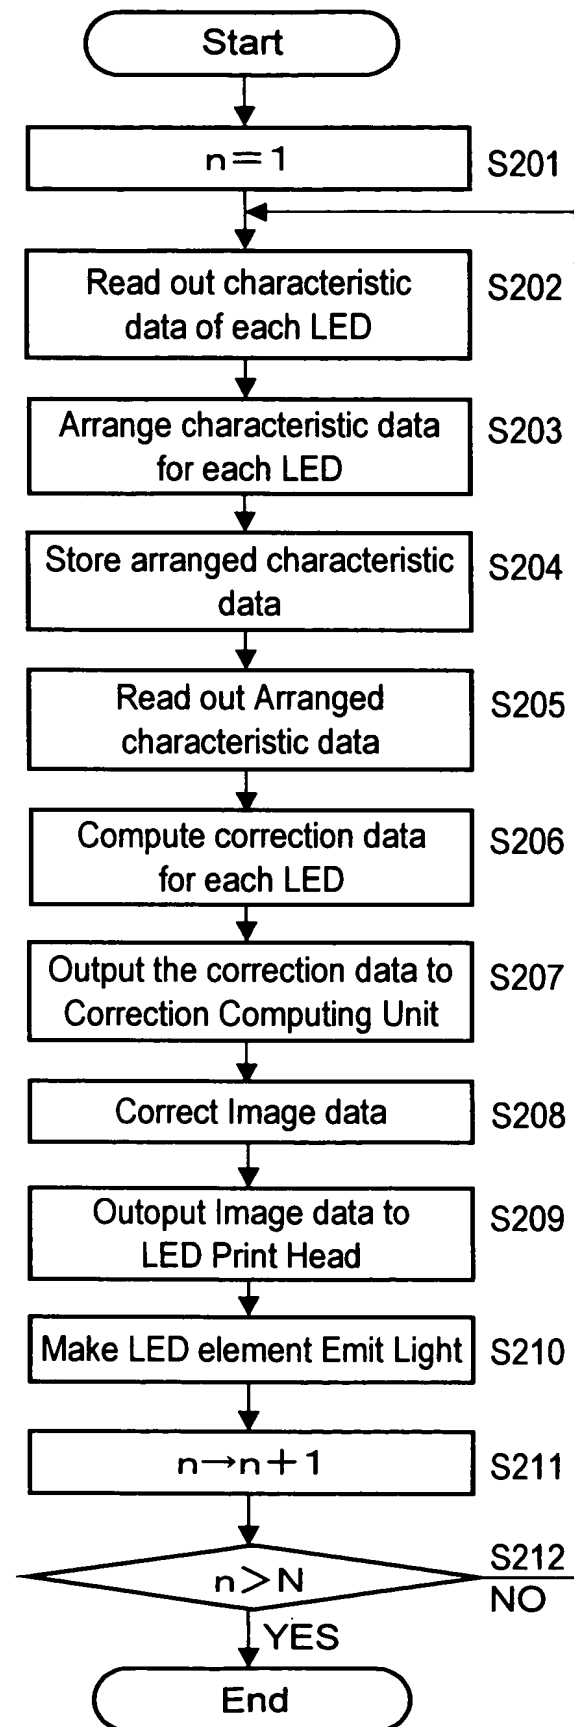 Start
n=1
S201
Read out characteristic
data of each LED
S202
Arrange characteristic data
for each LED
S203
Store arranged characteristic
data
S204
Read out Arranged
characteristic data
S205
Compute correction data
for each LED
S206
Output the correction data to
Correction Computing Unit
S207
Correct Image data
S208
Outoput Image data to
LED Print Head
S209
Make LED element Emit Light
S210
n→n+1
S211
n>N
S212
NO
YES
End